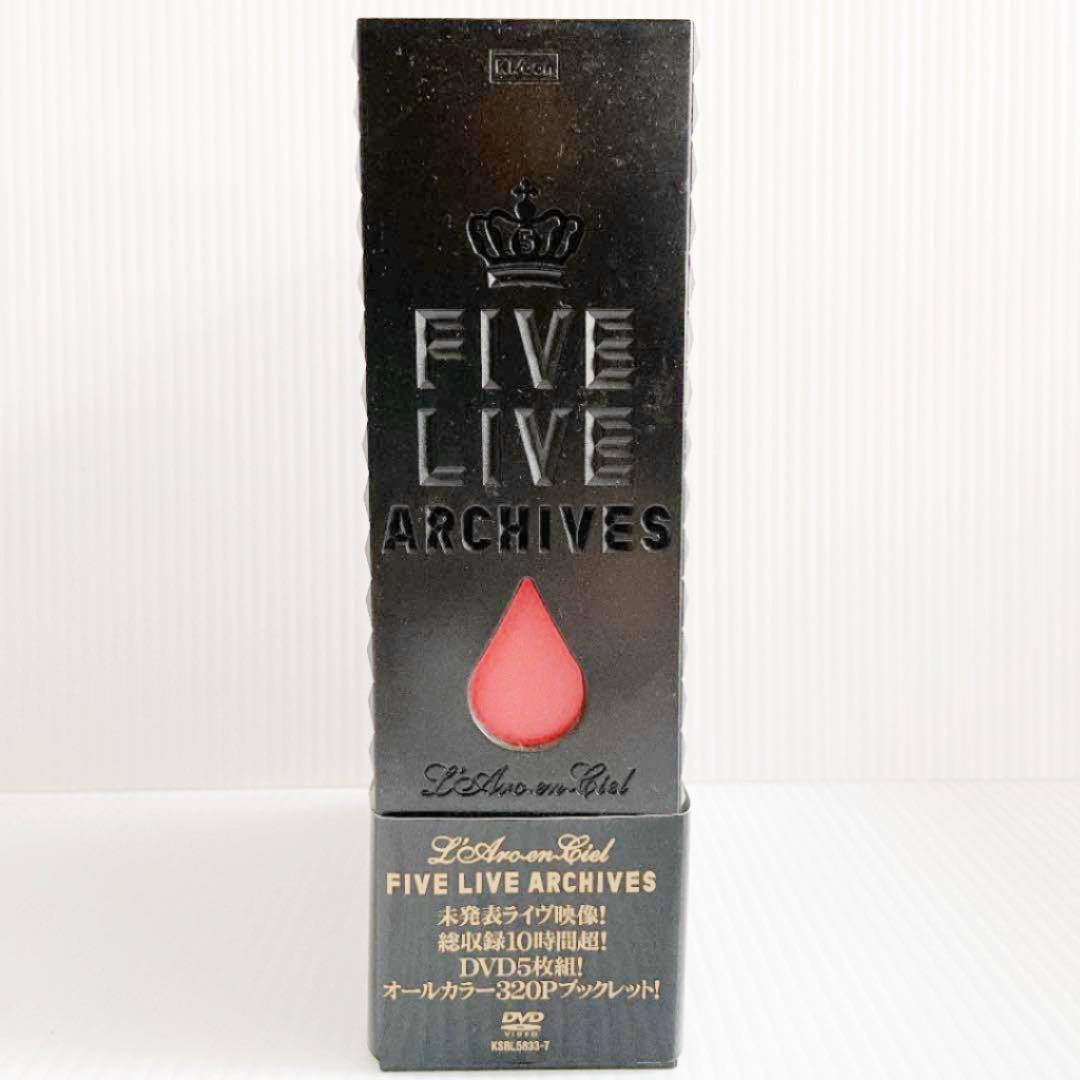 Ki/oon
5
FIVE
LIVE
ARCHIVES
L'Arc~en~Ciel
L'Arc~en~Ciel
FIVE LIVE ARCHIVES
未発表ライヴ映像!
総収録10時間超!
DVD5枚組!
オールカラー320Pブックレット!
DVD
VIDEO
KSBL5833-7